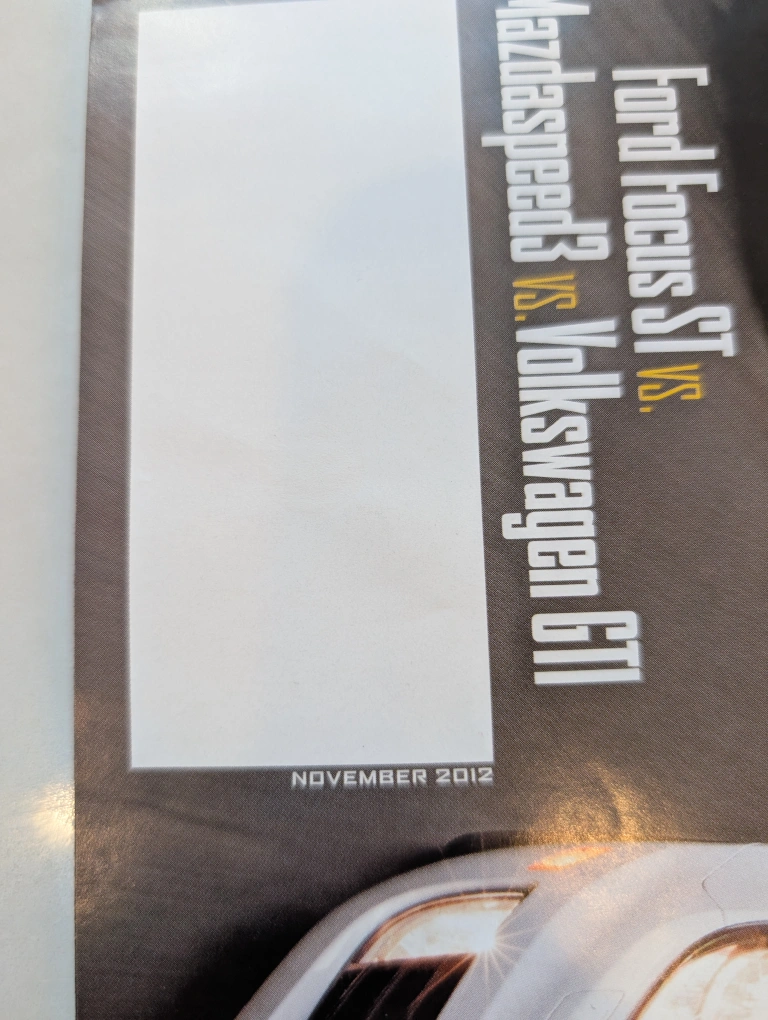 Ford Focus ST vs.
Mazdaspeed3 vs. Volkswagen GTI
NOVEMBER 2012